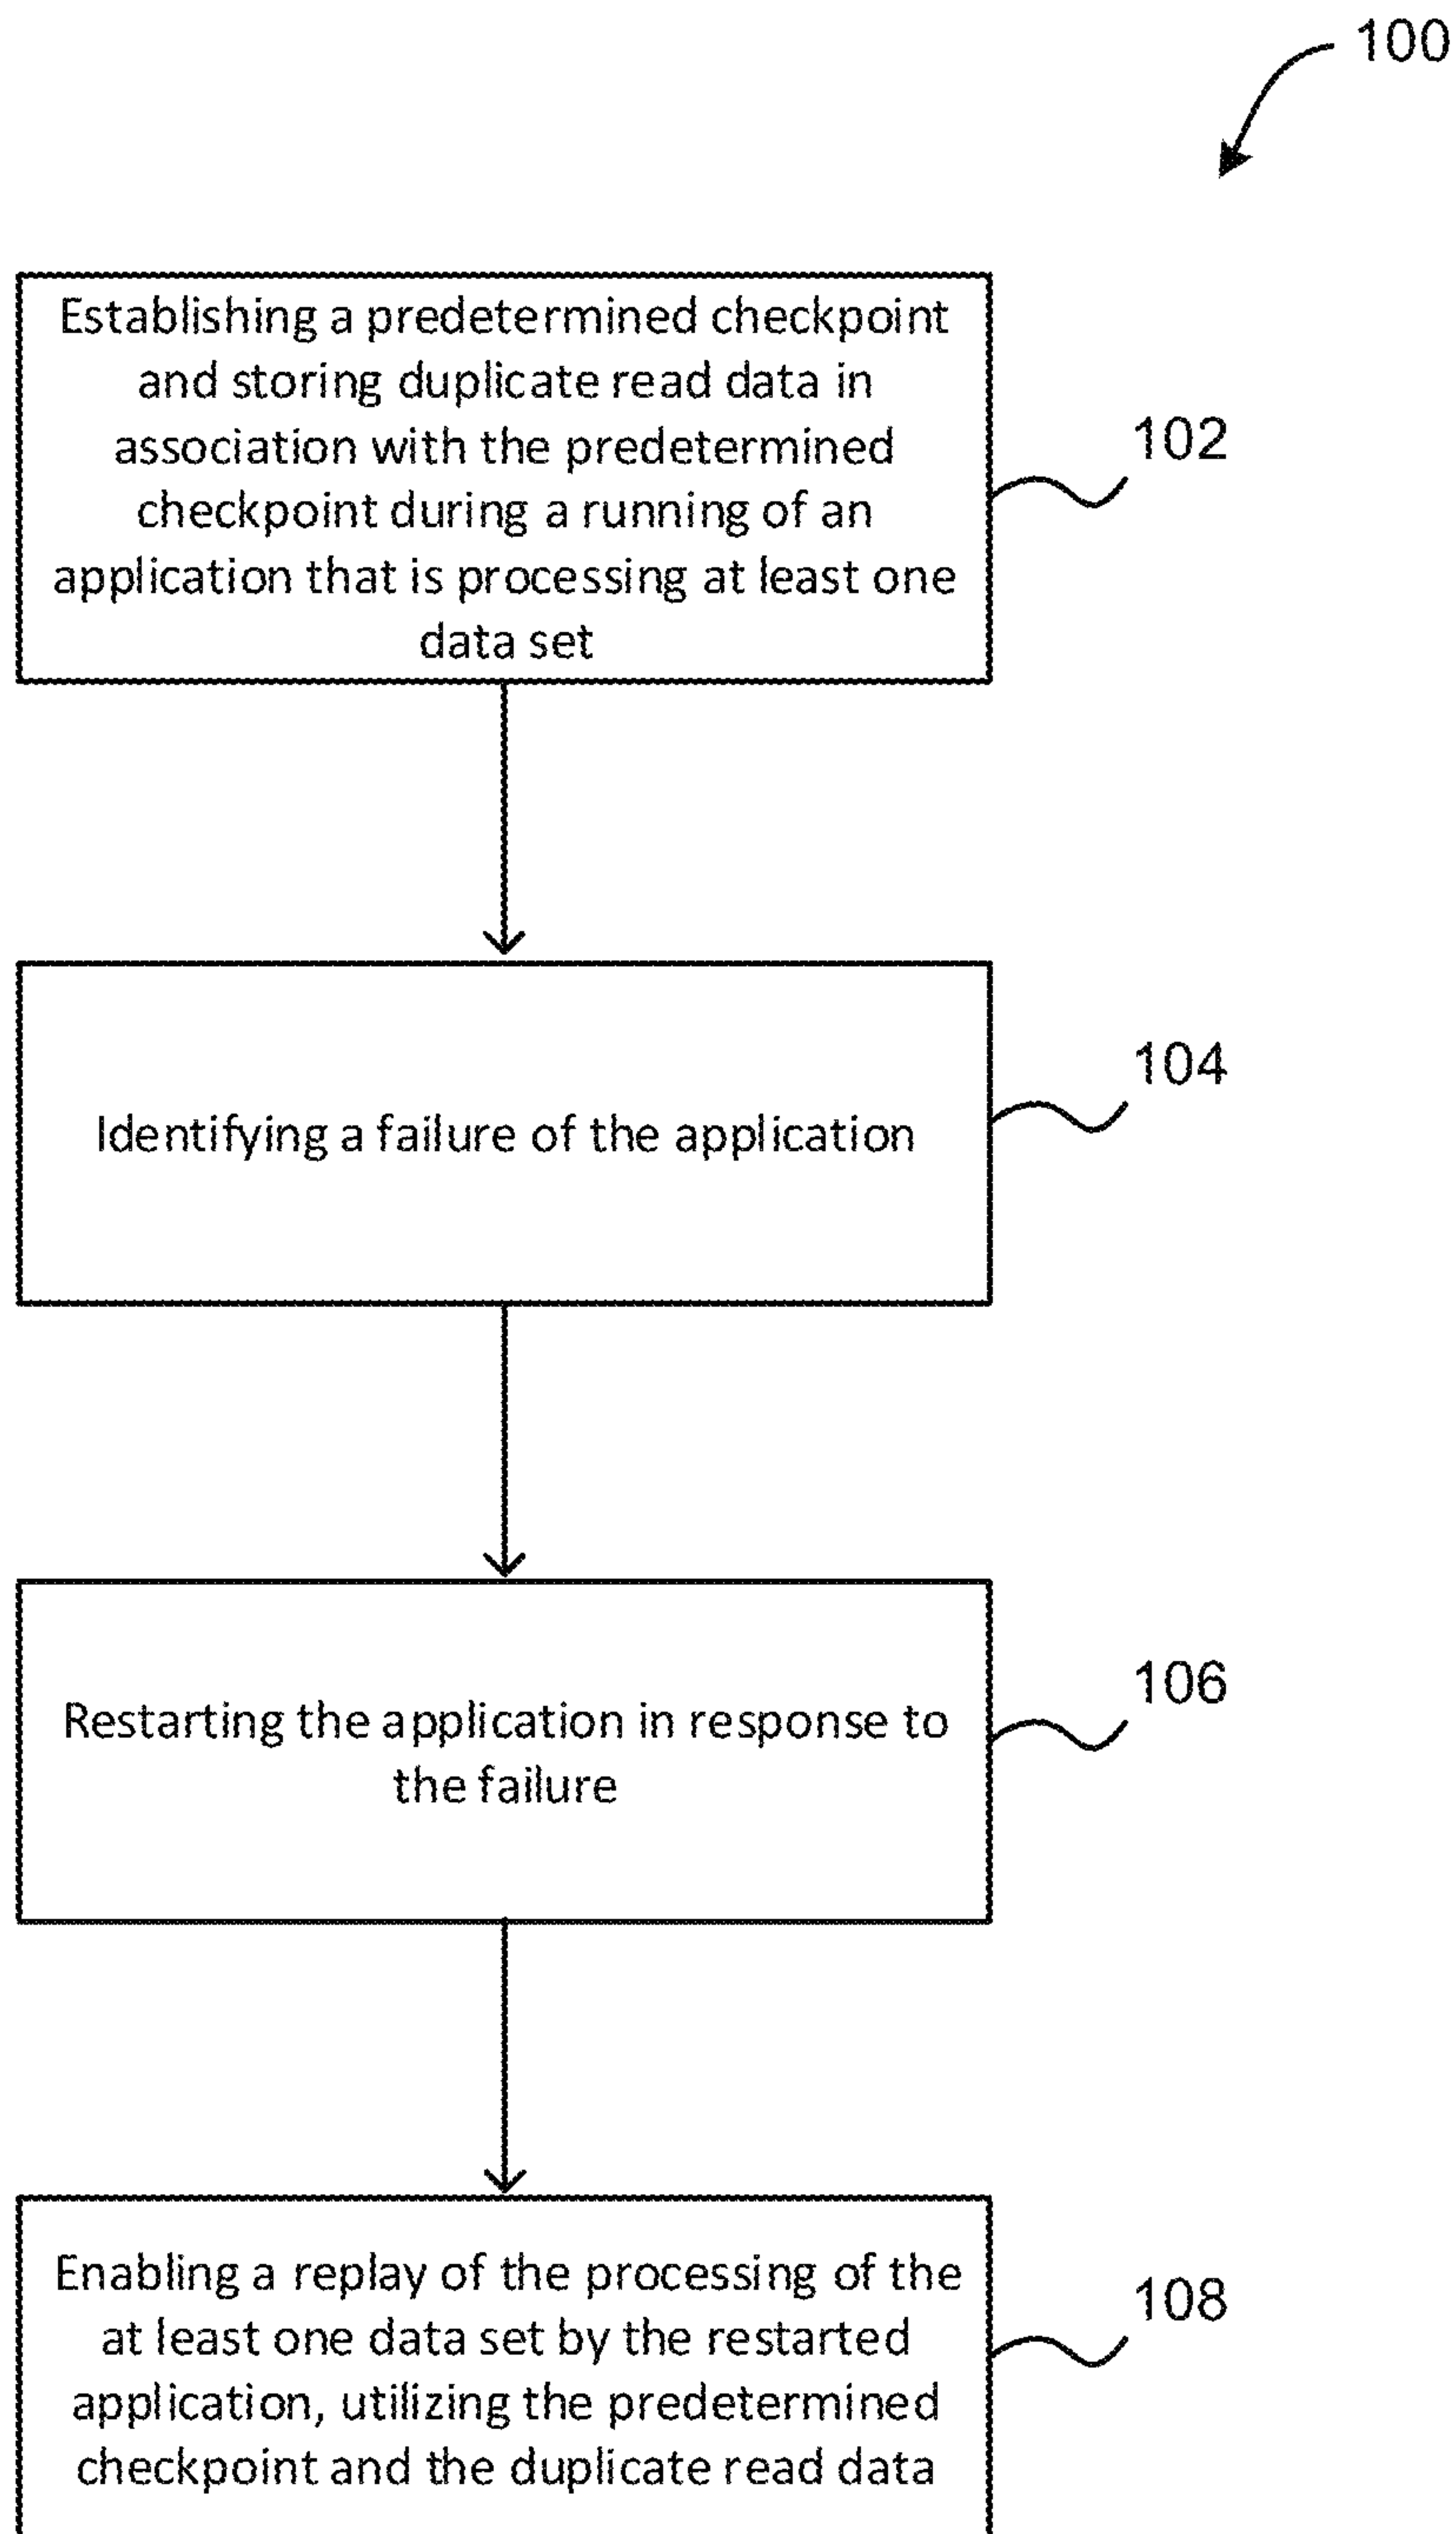 100
Establishing a predetermined checkpoint
and storing duplicate read data in
association with the predetermined
checkpoint during a running of an
application that is processing at least one
data set
102
Identifying a failure of the application
104
Restarting the application in response to
the failure
106
Enabling a replay of the processing of the
at least one data set by the restarted
application, utilizing the predetermined
checkpoint and the duplicate read data
108